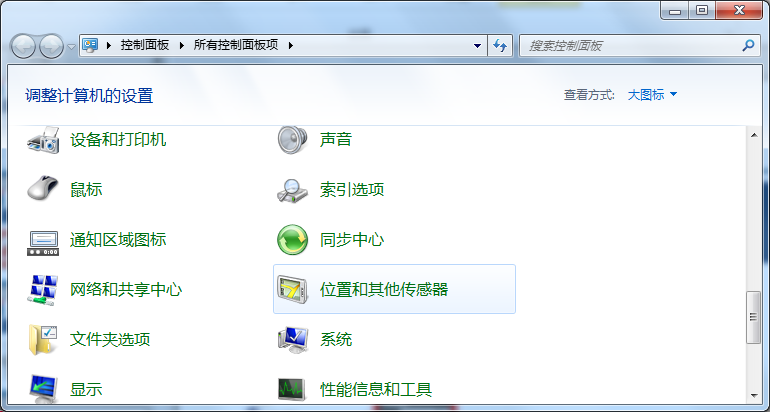 控制面板 所有控制面板项 搜索控制面板
调整计算机的设置 查看方式: 大图标
设备和打印机 声音
鼠标 索引选项
通知区域图标 同步中心
网络和共享中心 位置和其他传感器
文件夹选项 系统
显示 性能信息和工具